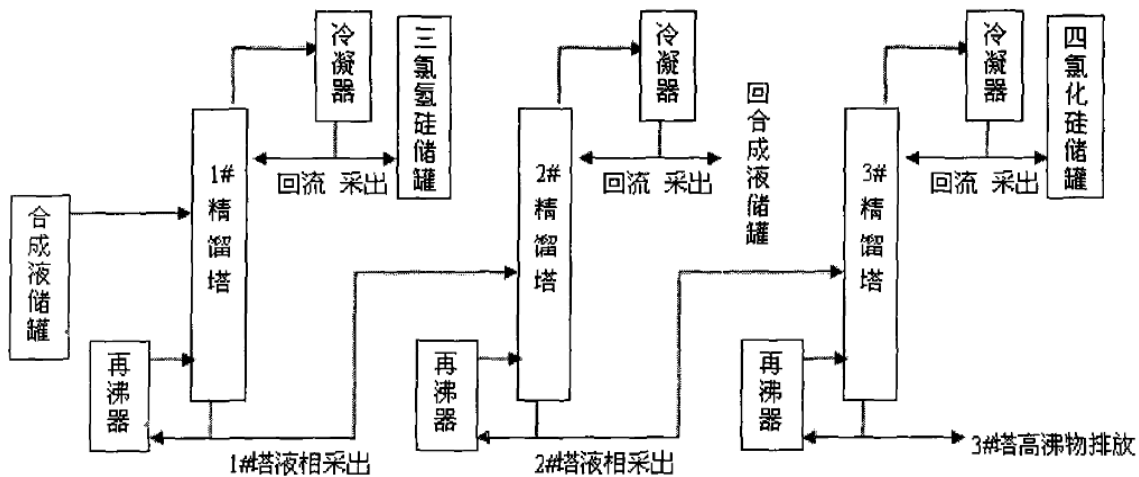 冷凝器
三氯氢硅储罐
冷凝器
回合成液储罐
冷凝器
四氯化硅储罐
1#精馏塔
回流 采出
2#精馏塔
回流 采出
3#精馏塔
回流 采出
合成液储罐
再沸器
再沸器
再沸器
1#塔液相采出
2#塔液相采出
3#塔高沸物排放